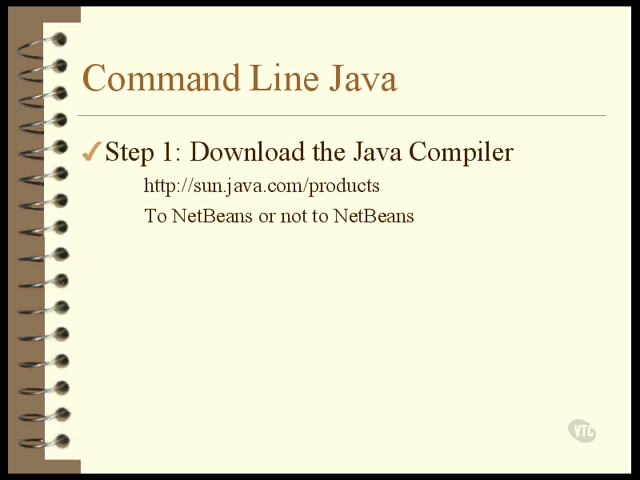 Command Line Java
Step 1: Download the Java Compiler
http://sun.java.com/products
To NetBeans or not to NetBeans
VTC